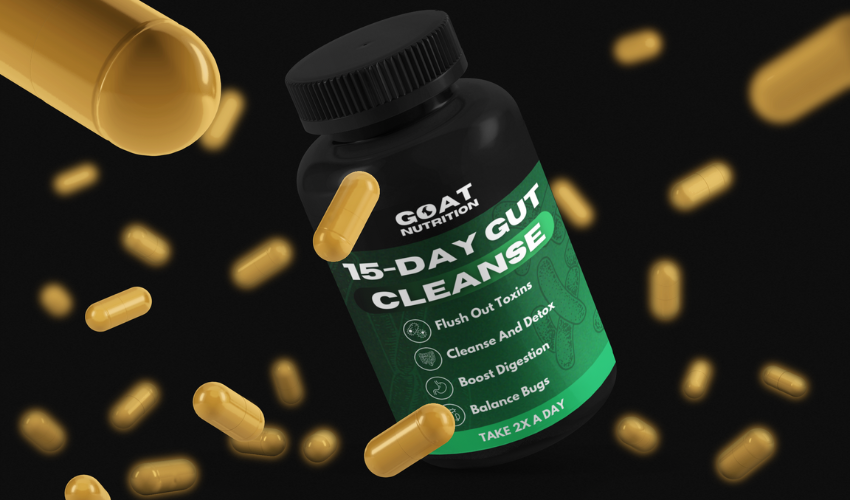 GOAT
NUTRITION
15-DAY GUT
CLEANSE
Flush Out Toxins
Cleanse And Detox
Boost Digestion
Balance Bugs
TAKE 2X A DAY